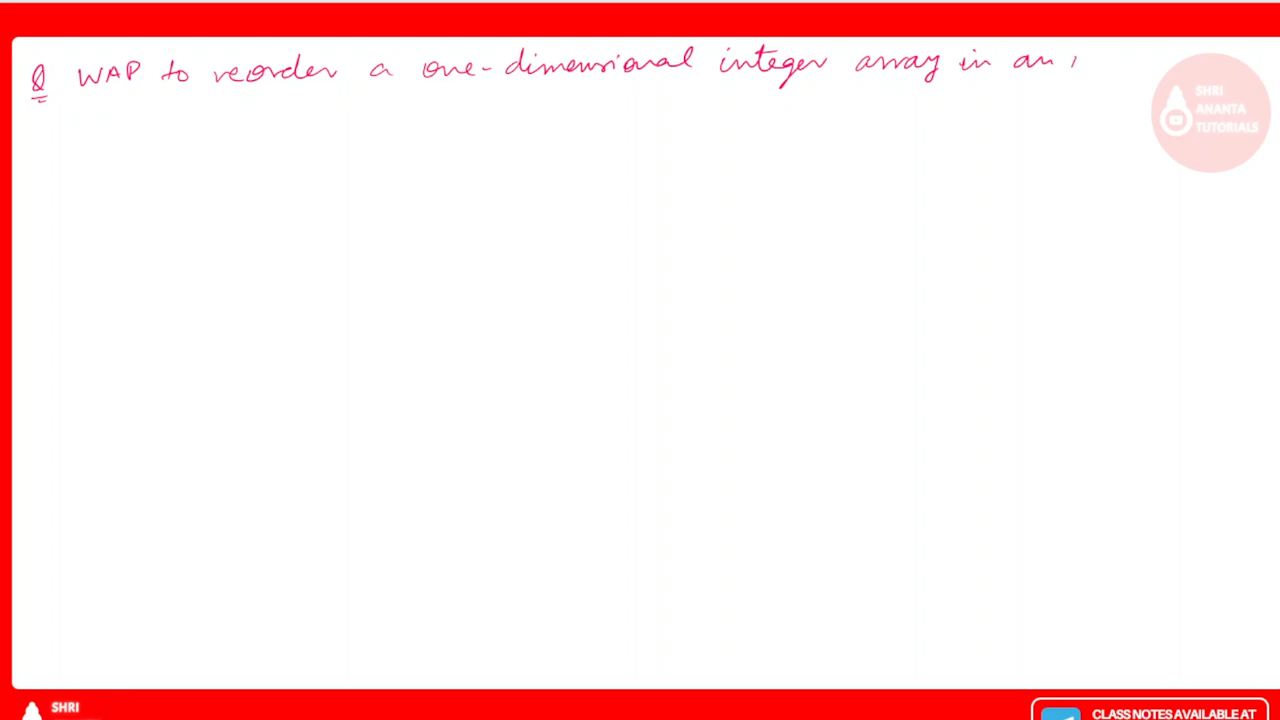 Q WAP to reorder a one-dimensional integer array in an
SHRI
ANANTA
TUTORIALS
SHRI
CLASS NOTES AVAILABLE AT